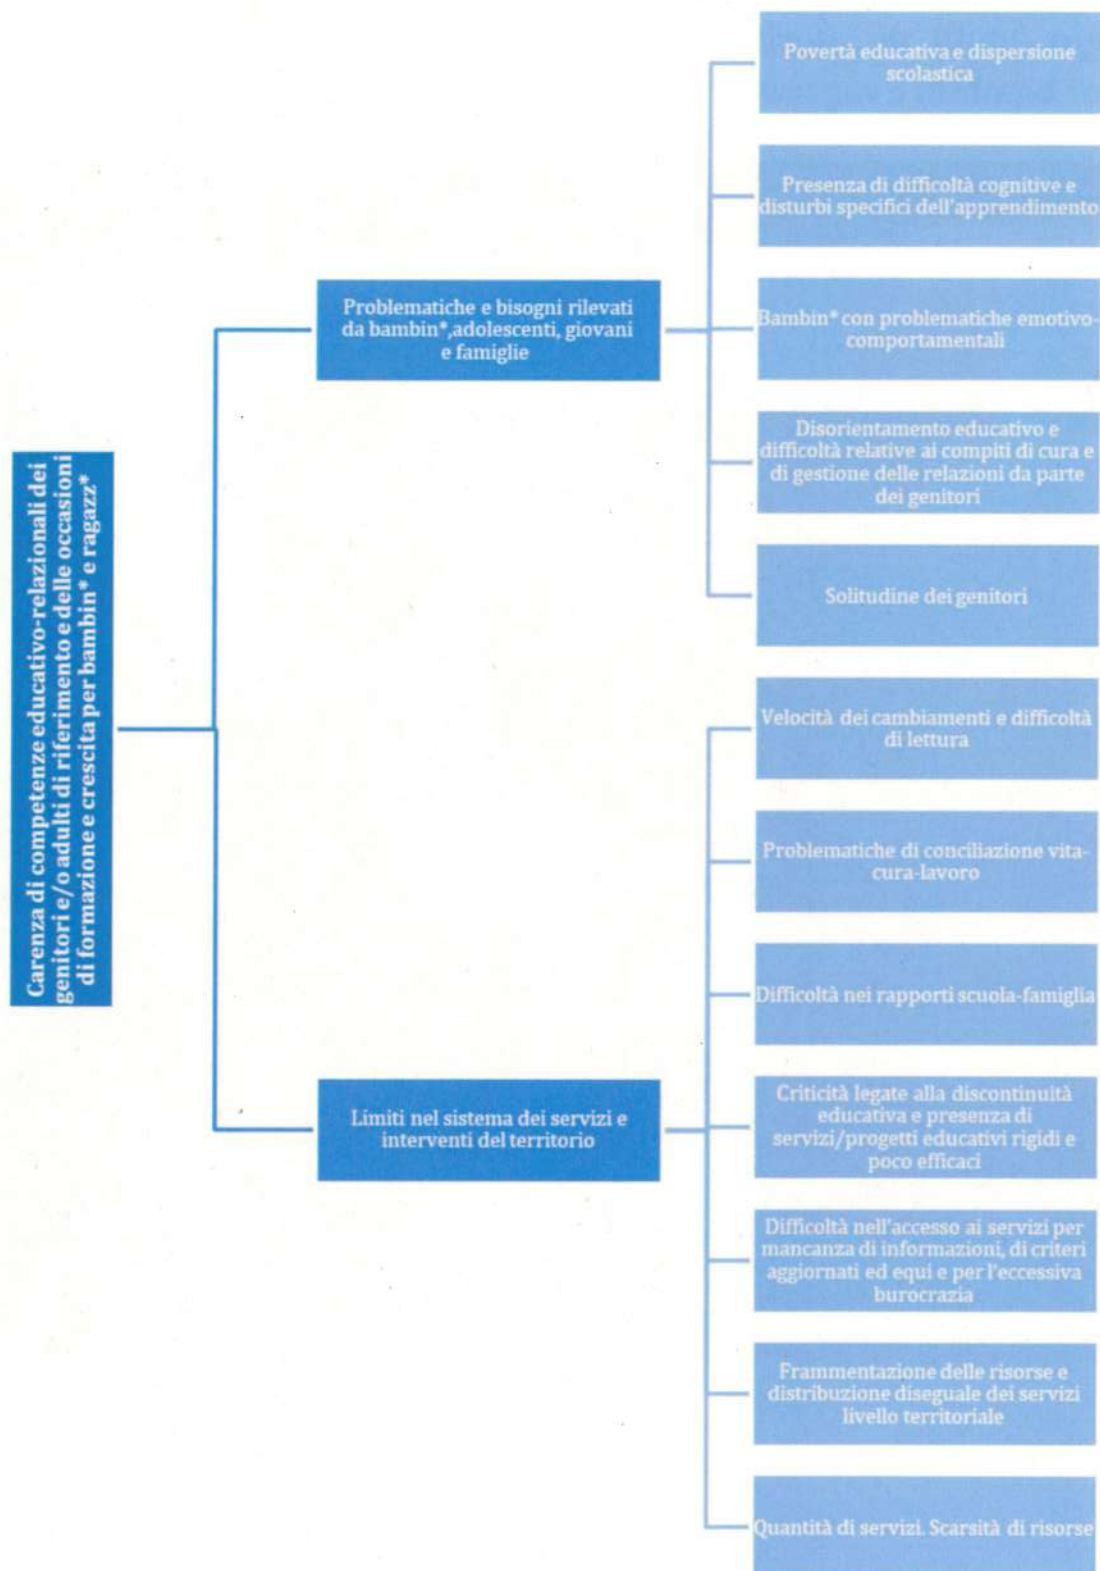 Carenza di competenze educativo-relazionali dei
genitori e/o adulti di riferimento e delle occasioni
di formazione e crescita per bambin* e ragazz*
Problematiche e bisogni rilevati
da bambin*,adolescenti, giovani
e famiglie
Povertà educativa e dispersione
scolastica
Presenza di difficoltà cognitive e
disturbi specifici dell'apprendimento
Bambin* con problematiche emotivo-
comportamentali
Disorientamento educativo e
difficoltà relative ai compiti di cura e
di gestione delle relazioni da parte
dei genitori
Solitudine dei genitori
Limiti nel sistema dei servizi e
interventi del territorio
Velocità dei cambiamenti e difficoltà
di lettura
Problematiche di conciliazione vita-
cura-lavoro
Difficoltà nei rapporti scuola-famiglia
Criticità legate alla discontinuità
educativa e presenza di
servizi/progetti educativi rigidi e
poco efficaci
Difficoltà nell'accesso ai servizi per
mancanza di informazioni, di criteri
aggiornati ed equi e per l'eccessiva
burocrazia
Frammentazione delle risorse e
distribuzione diseguale dei servizi
livello territoriale
Quantità di servizi. Scarsità di risorse